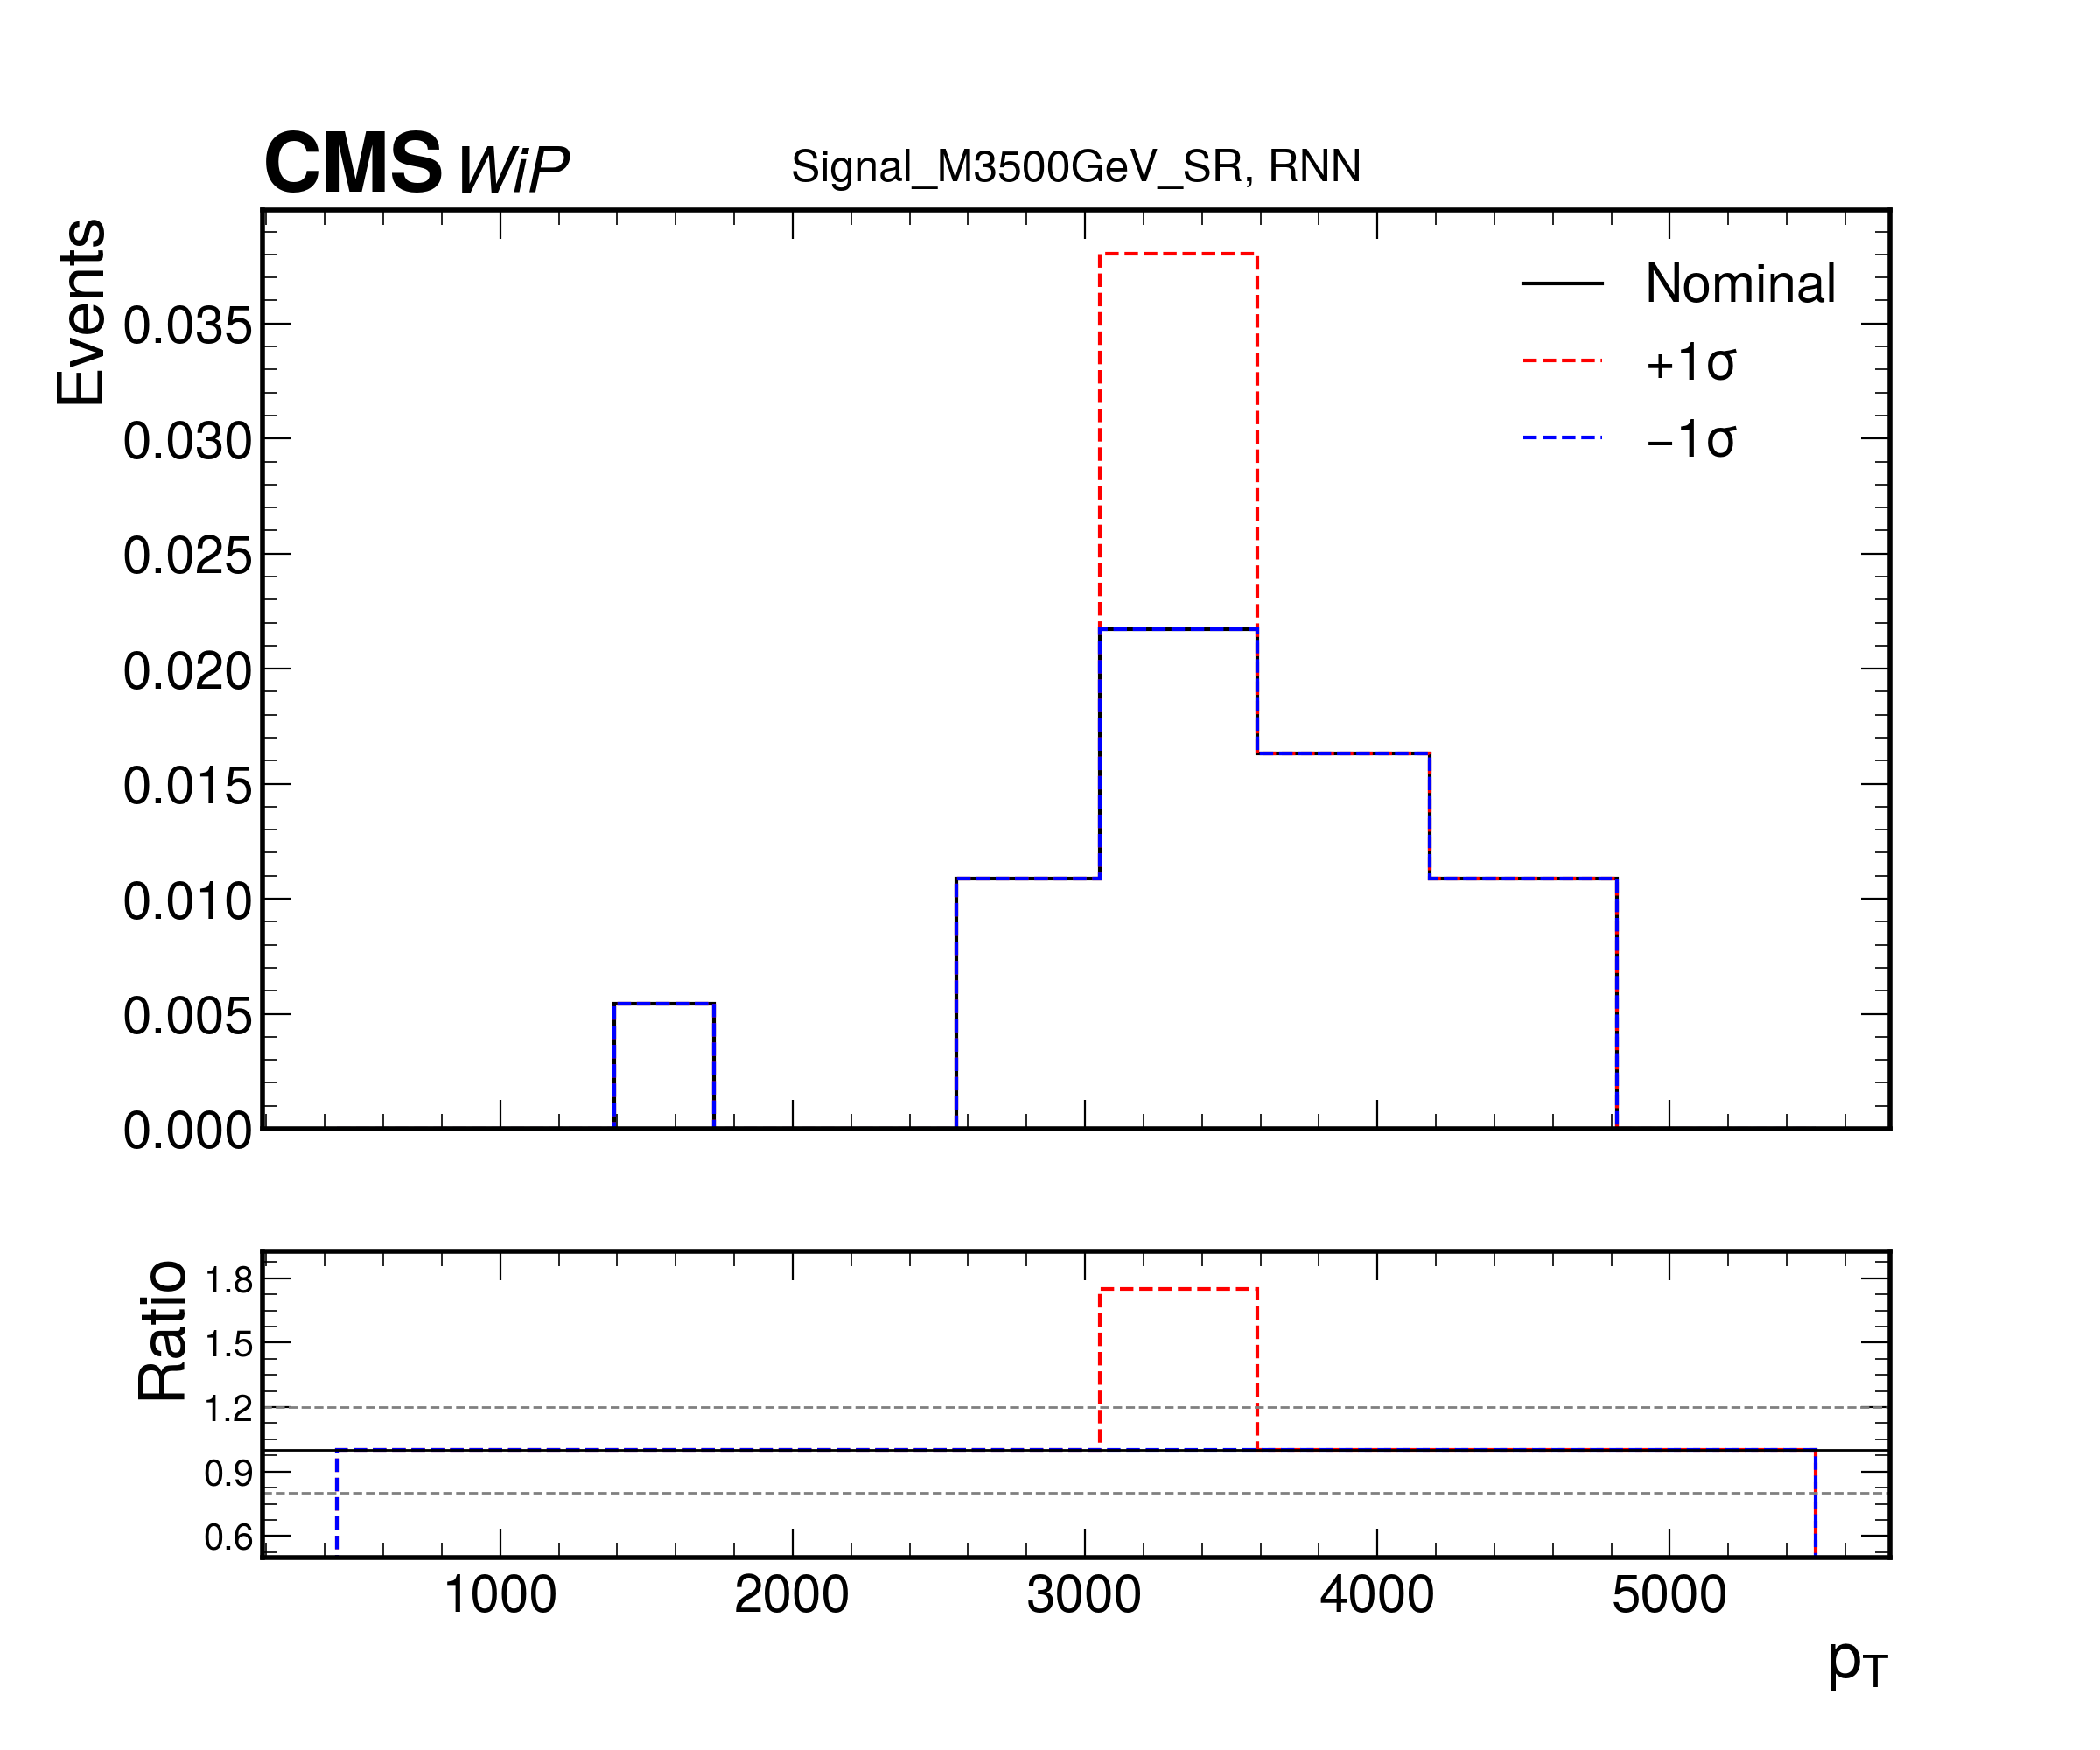 CMS WiP
Signal_M3500GeV_SR, RNN
Events
0.035
0.030
0.025
0.020
0.015
0.010
0.005
0.000
Nominal
+1σ
−1σ
Ratio
1.8
1.5
1.2
0.9
0.6
1000 2000 3000 4000 5000
pT